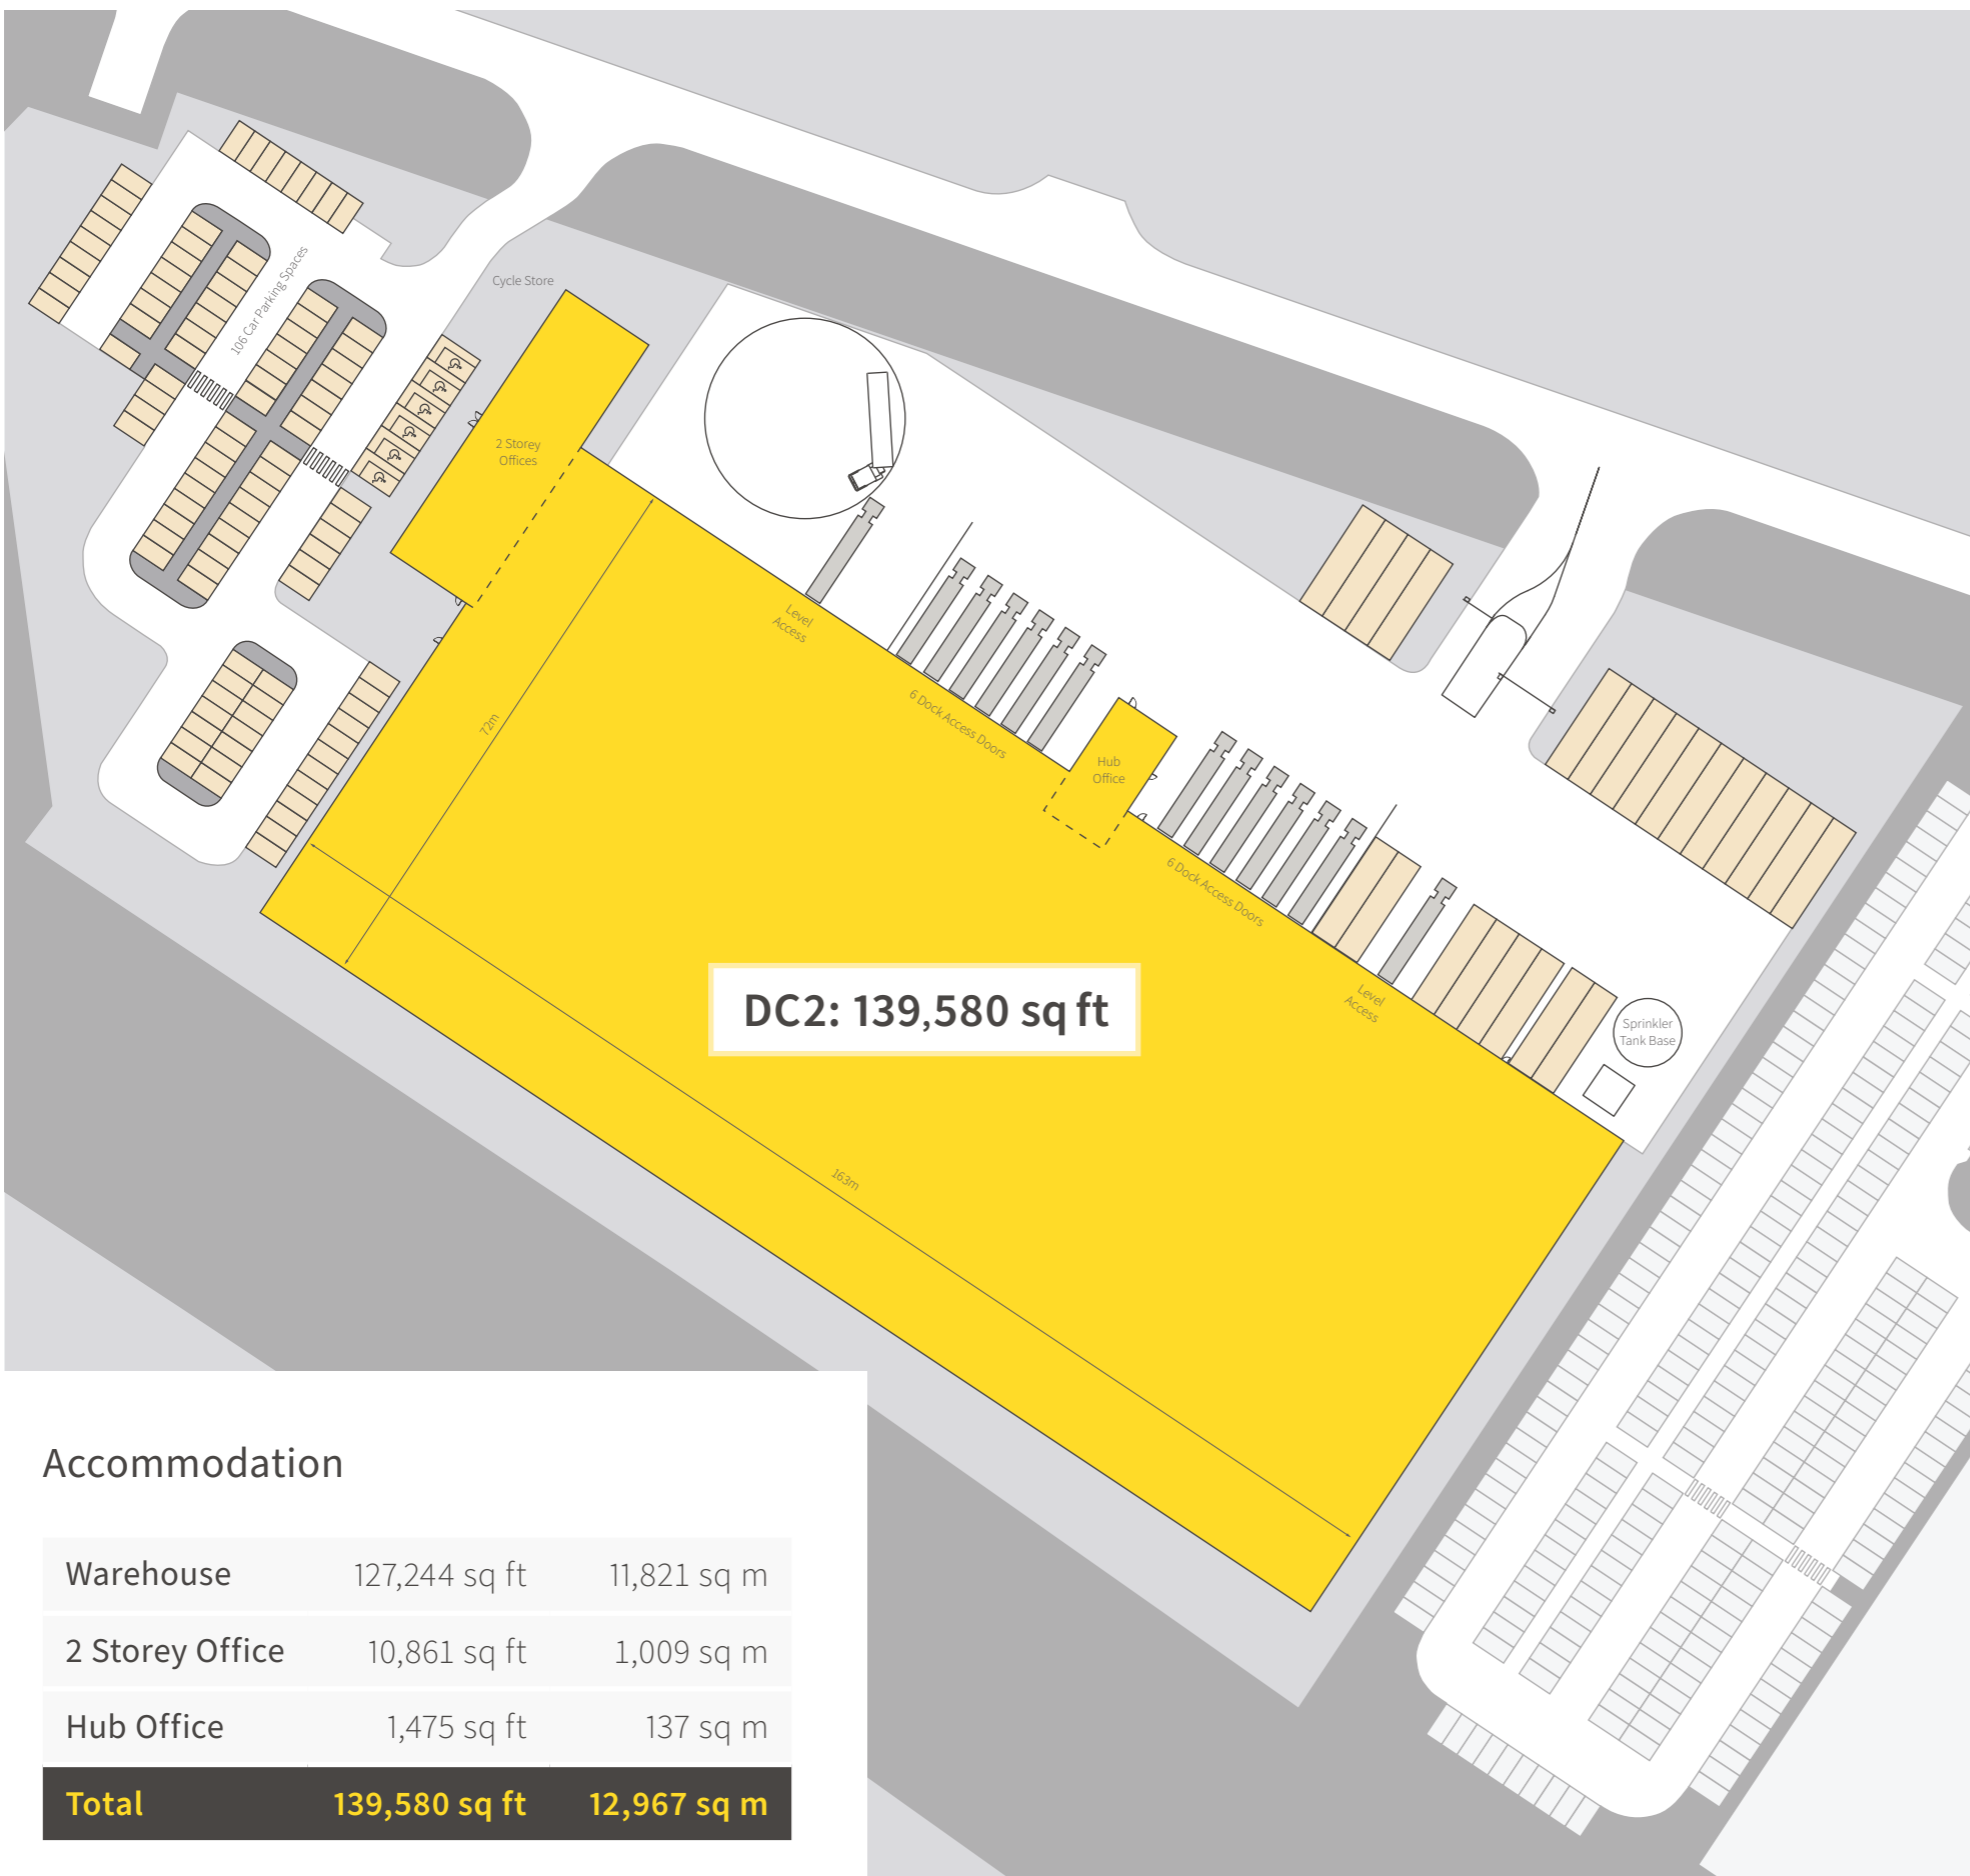 Cycle Store
106 Car Parking Spaces
2 Storey
Offices
Level
Access
6 Dock Access Doors
72m
Hub
Office
6 Dock Access Doors
Level
Access
Sprinkler
Tank Base
DC2: 139,580 sq ft
163m
Accommodation
Warehouse 127,244 sq ft 11,821 sq m
2 Storey Office 10,861 sq ft 1,009 sq m
Hub Office 1,475 sq ft 137 sq m
Total 139,580 sq ft 12,967 sq m